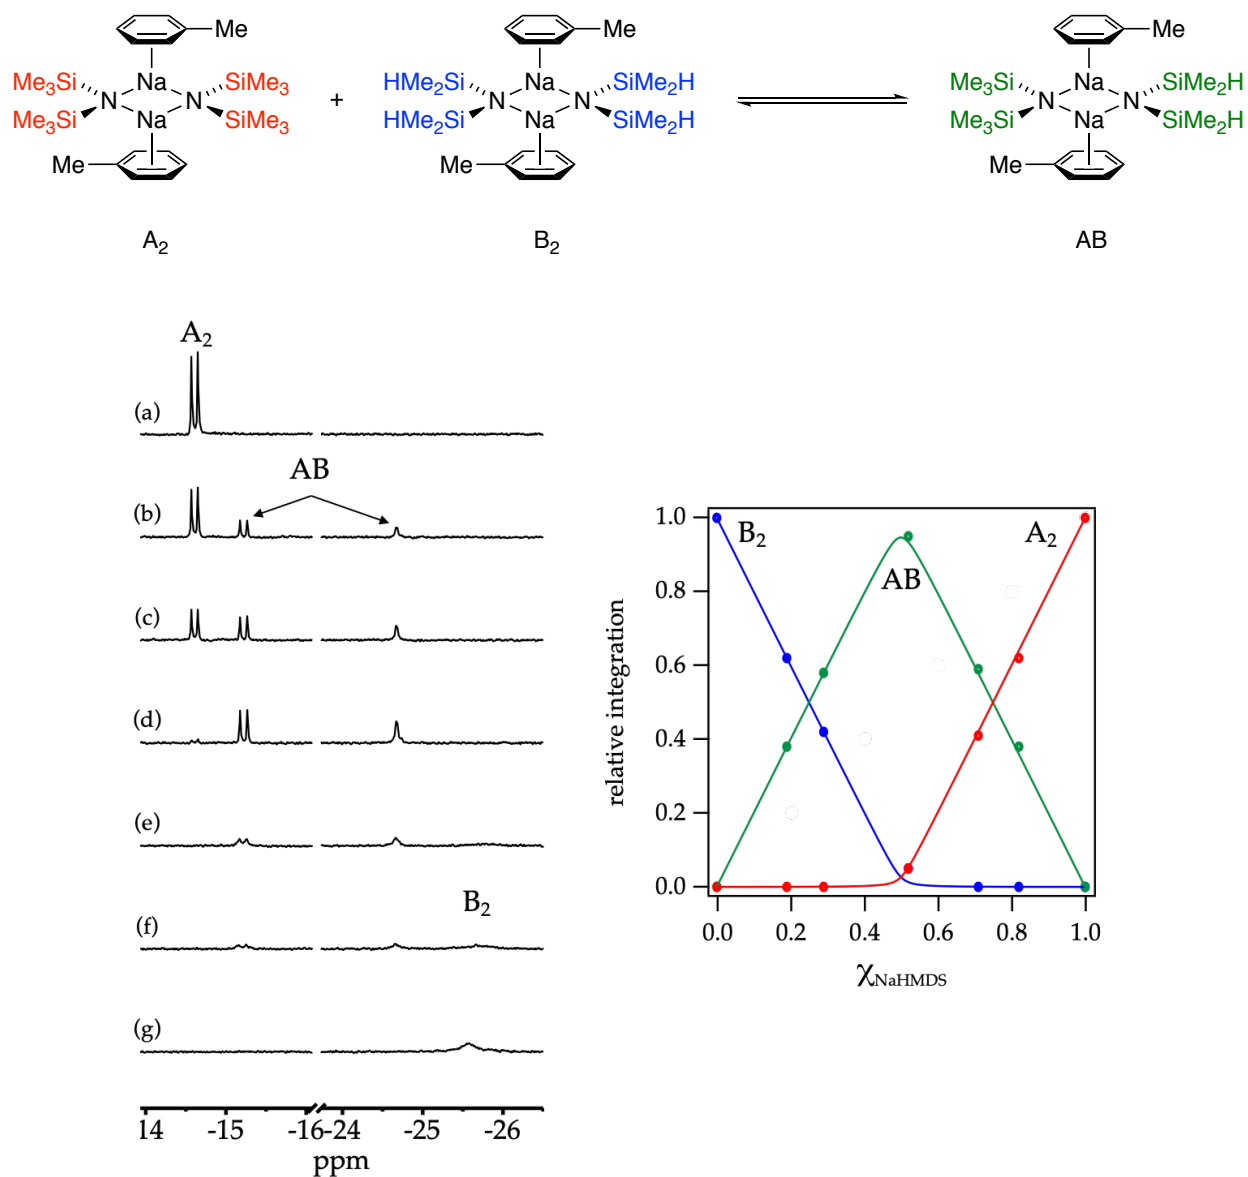 Me Me Me
Me₃Si Na SiMe₃ HMe₂Si Na SiMe₂H Me₃Si Na SiMe₂H
N N + N N N N
Me₃Si Na SiMe₃ HMe₂Si Na SiMe₂H Me₃Si Na SiMe₂H
Me Me Me
A₂ B₂ AB
A₂
(a)
AB
(b)
(c)
(d)
(e)
B₂
(f)
(g)
14 -15 -16 -24 -25 -26
ppm
relative integration
1.0
0.8
0.6
0.4
0.2
0.0
B₂ A₂
AB
0.0 0.2 0.4 0.6 0.8 1.0
χNaHMDS